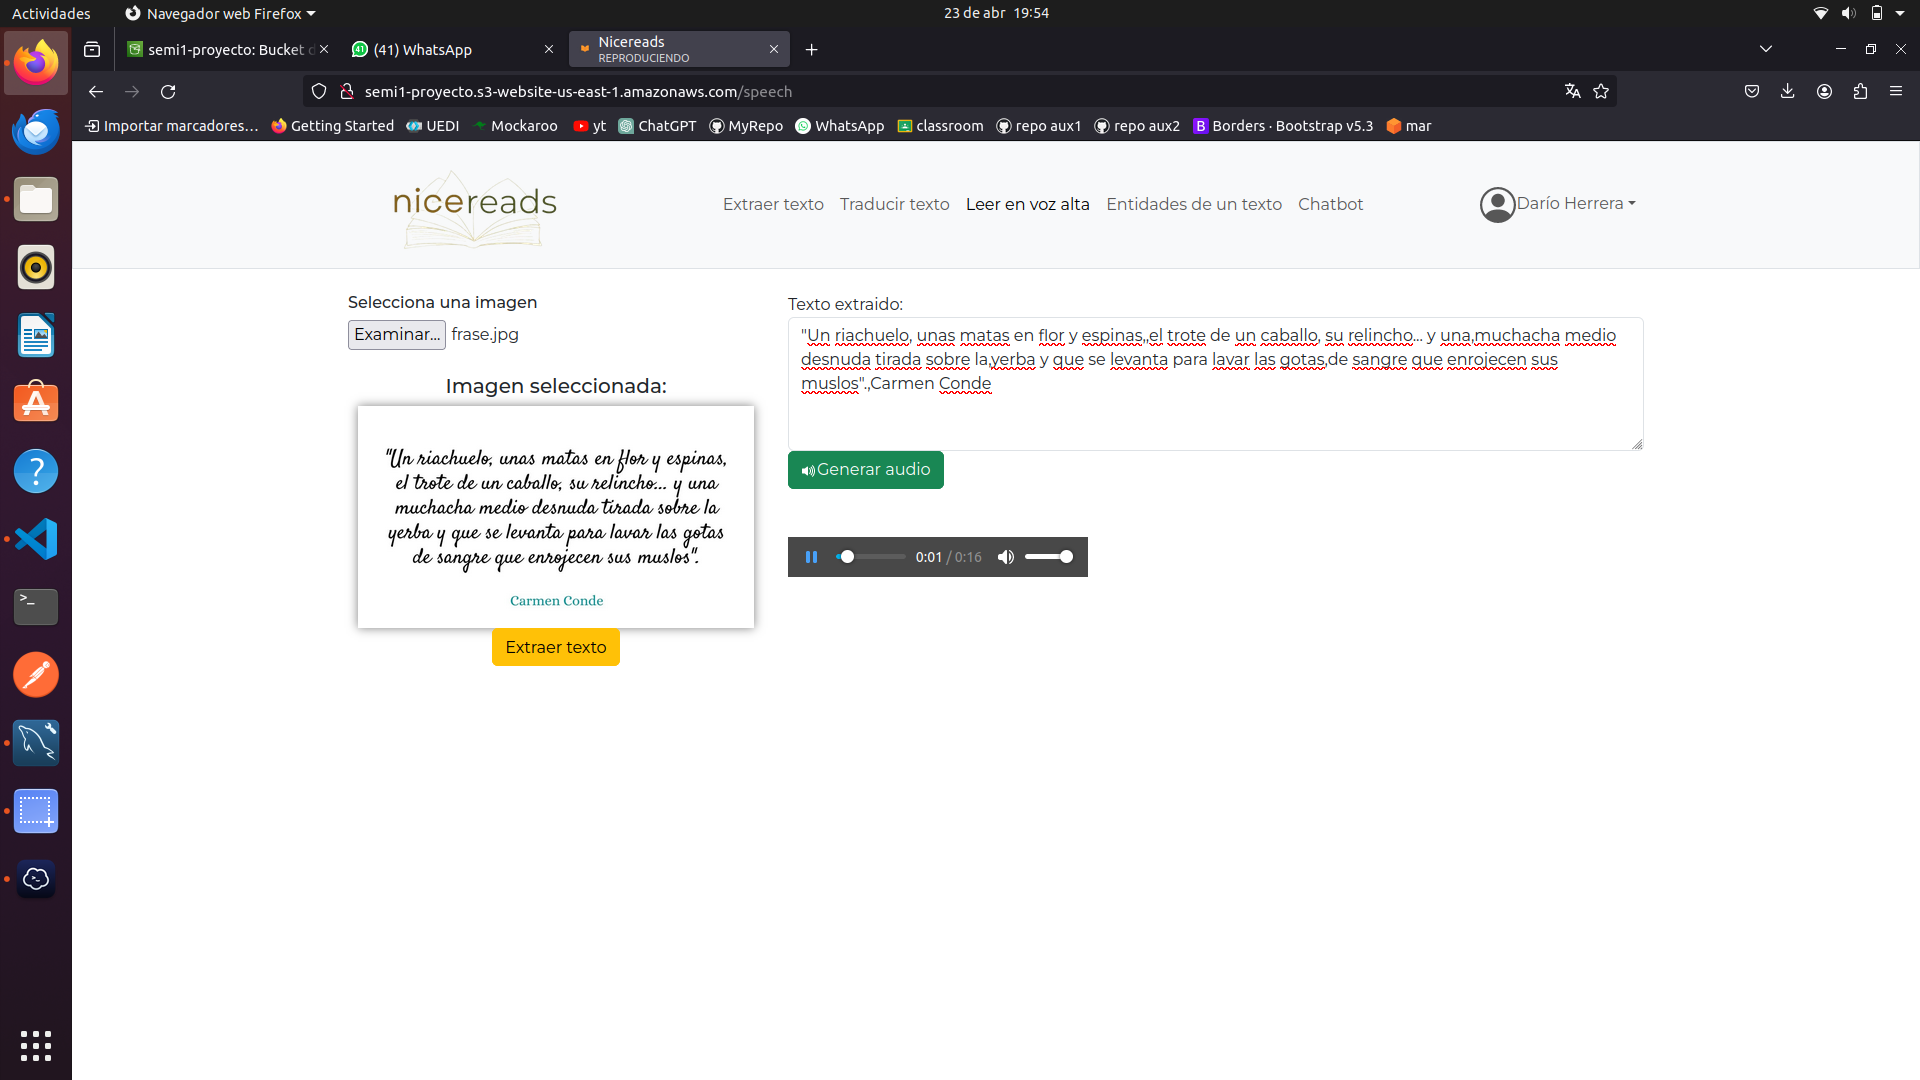 Actividades
Navegador web Firefox
23 de abr 19:54
semi1-proyecto: Bucket d
(41) WhatsApp
Nicereads
REPRODUCIENDO
semi1-proyecto.s3-website-us-east-1.amazonaws.com/speech
Importar marcadores...
Getting Started
UEDI
Mockaroo
yt
ChatGPT
MyRepo
WhatsApp
classroom
repo aux1
repo aux2
Borders · Bootstrap v5.3
mar
nicereads
Extraer texto
Traducir texto
Leer en voz alta
Entidades de un texto
Chatbot
Darío Herrera
Selecciona una imagen
Examinar... frase.jpg
Imagen seleccionada:
"Un riachuelo, unas matas en flor y espinas,
el trote de un caballo, su relincho... y una
muchacha medio desnuda tirada sobre la
yerba y que se levanta para lavar las gotas
de sangre que enrojecen sus muslos".
Carmen Conde
Extraer texto
Texto extraido:
"Un riachuelo, unas matas en flor y espinas,,el trote de un caballo, su relincho... y una,muchacha medio
desnuda tirada sobre la,yerba y que se levanta para lavar las gotas,de sangre que enrojecen sus
muslos".,Carmen Conde
Generar audio
0:01 / 0:16